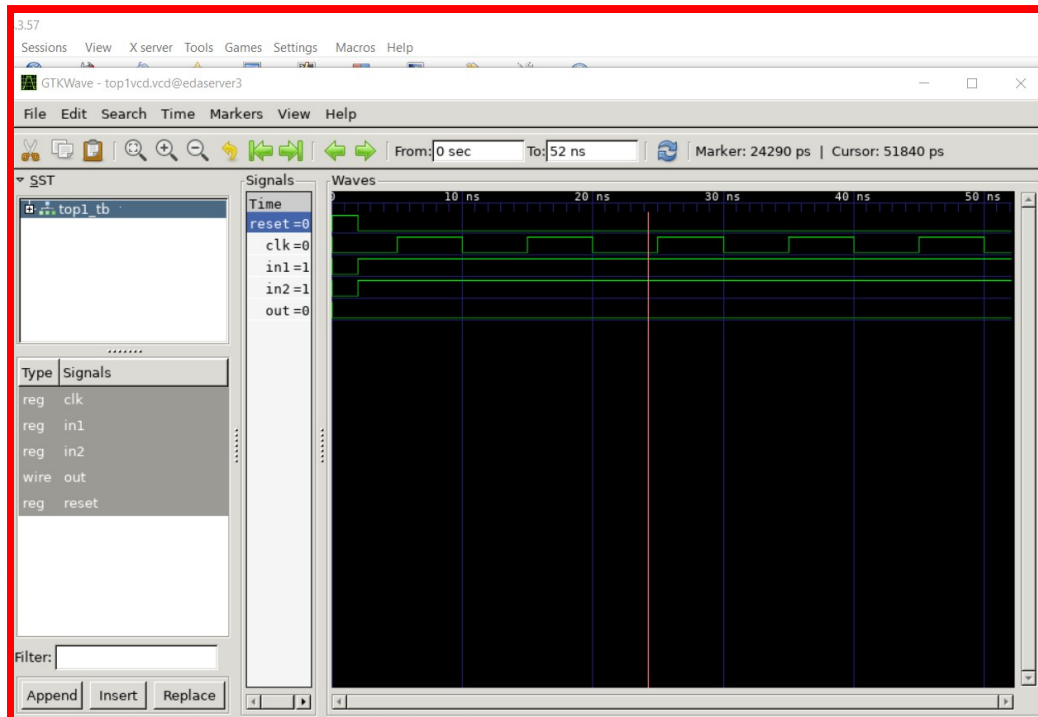 .3.57
Sessions View X server Tools Games Settings Macros Help
GTKWave - top1vcd.vcd@edaserver3
File Edit Search Time Markers View Help
From: 0 sec To: 52 ns Marker: 24290 ps | Cursor: 51840 ps
SST
top1_tb
Type Signals
reg clk
reg in1
reg in2
wire out
reg reset
Filter:
Append Insert Replace
Signals
Time
reset=0
clk=0
in1=1
in2=1
out=0
Waves
10 ns 20 ns 30 ns 40 ns 50 ns